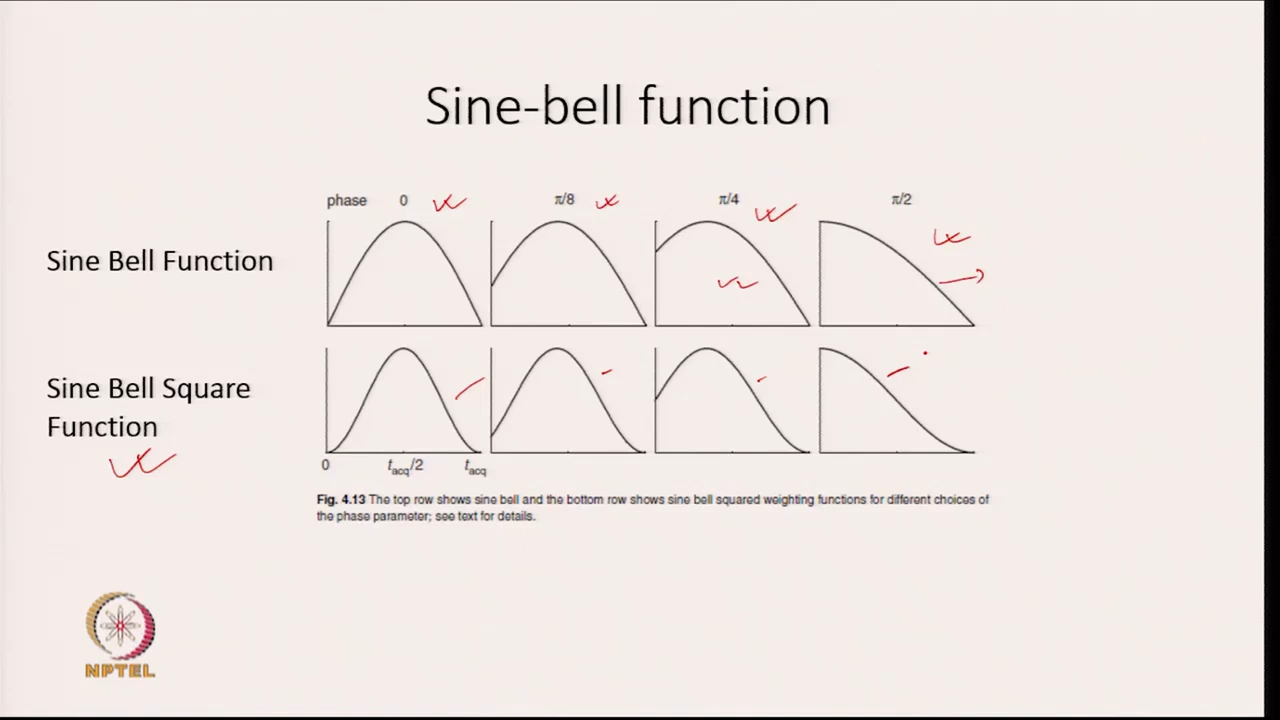 Sine-bell function
phase 0 π/8 π/4 π/2
Sine Bell Function
Sine Bell Square
Function
0 tacq/2 tacq
Fig. 4.13 The top row shows sine bell and the bottom row shows sine bell squared weighting functions for different choices of
the phase parameter; see text for details.
NPTEL